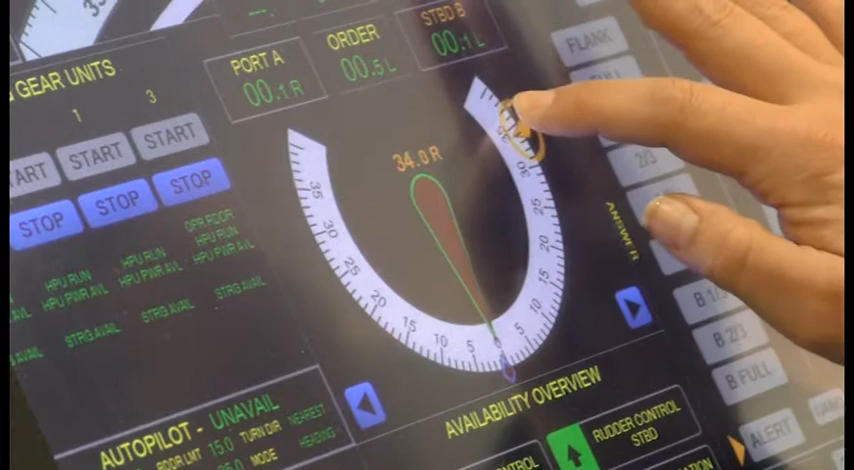 35
STBD B
00.1 L
ORDER
00.5 L
PORT A
00.1 R
GEAR UNITS
1
3
START
START
START
STOP
STOP
STOP
34.0 R
FLANK
2/3
ANSWER
35
30
25
20
15
10
5
0
5
10
15
20
25
30
35
HPU RUN
HPU RUN
HPU RUN
HPU PWR AVL
HPU PWR AVL
HPU PWR AVL
STRG AVAIL
STRG AVAIL
STRG AVAIL
AVAIL
B 1/3
B 2/3
B FULL
ALERT
AVAILABILITY OVERVIEW
RUDDER CONTROL
STBD
AUTOPILOT - UNAVAIL
15.0
TURN DIR
NEAREST
MODE
HEADING